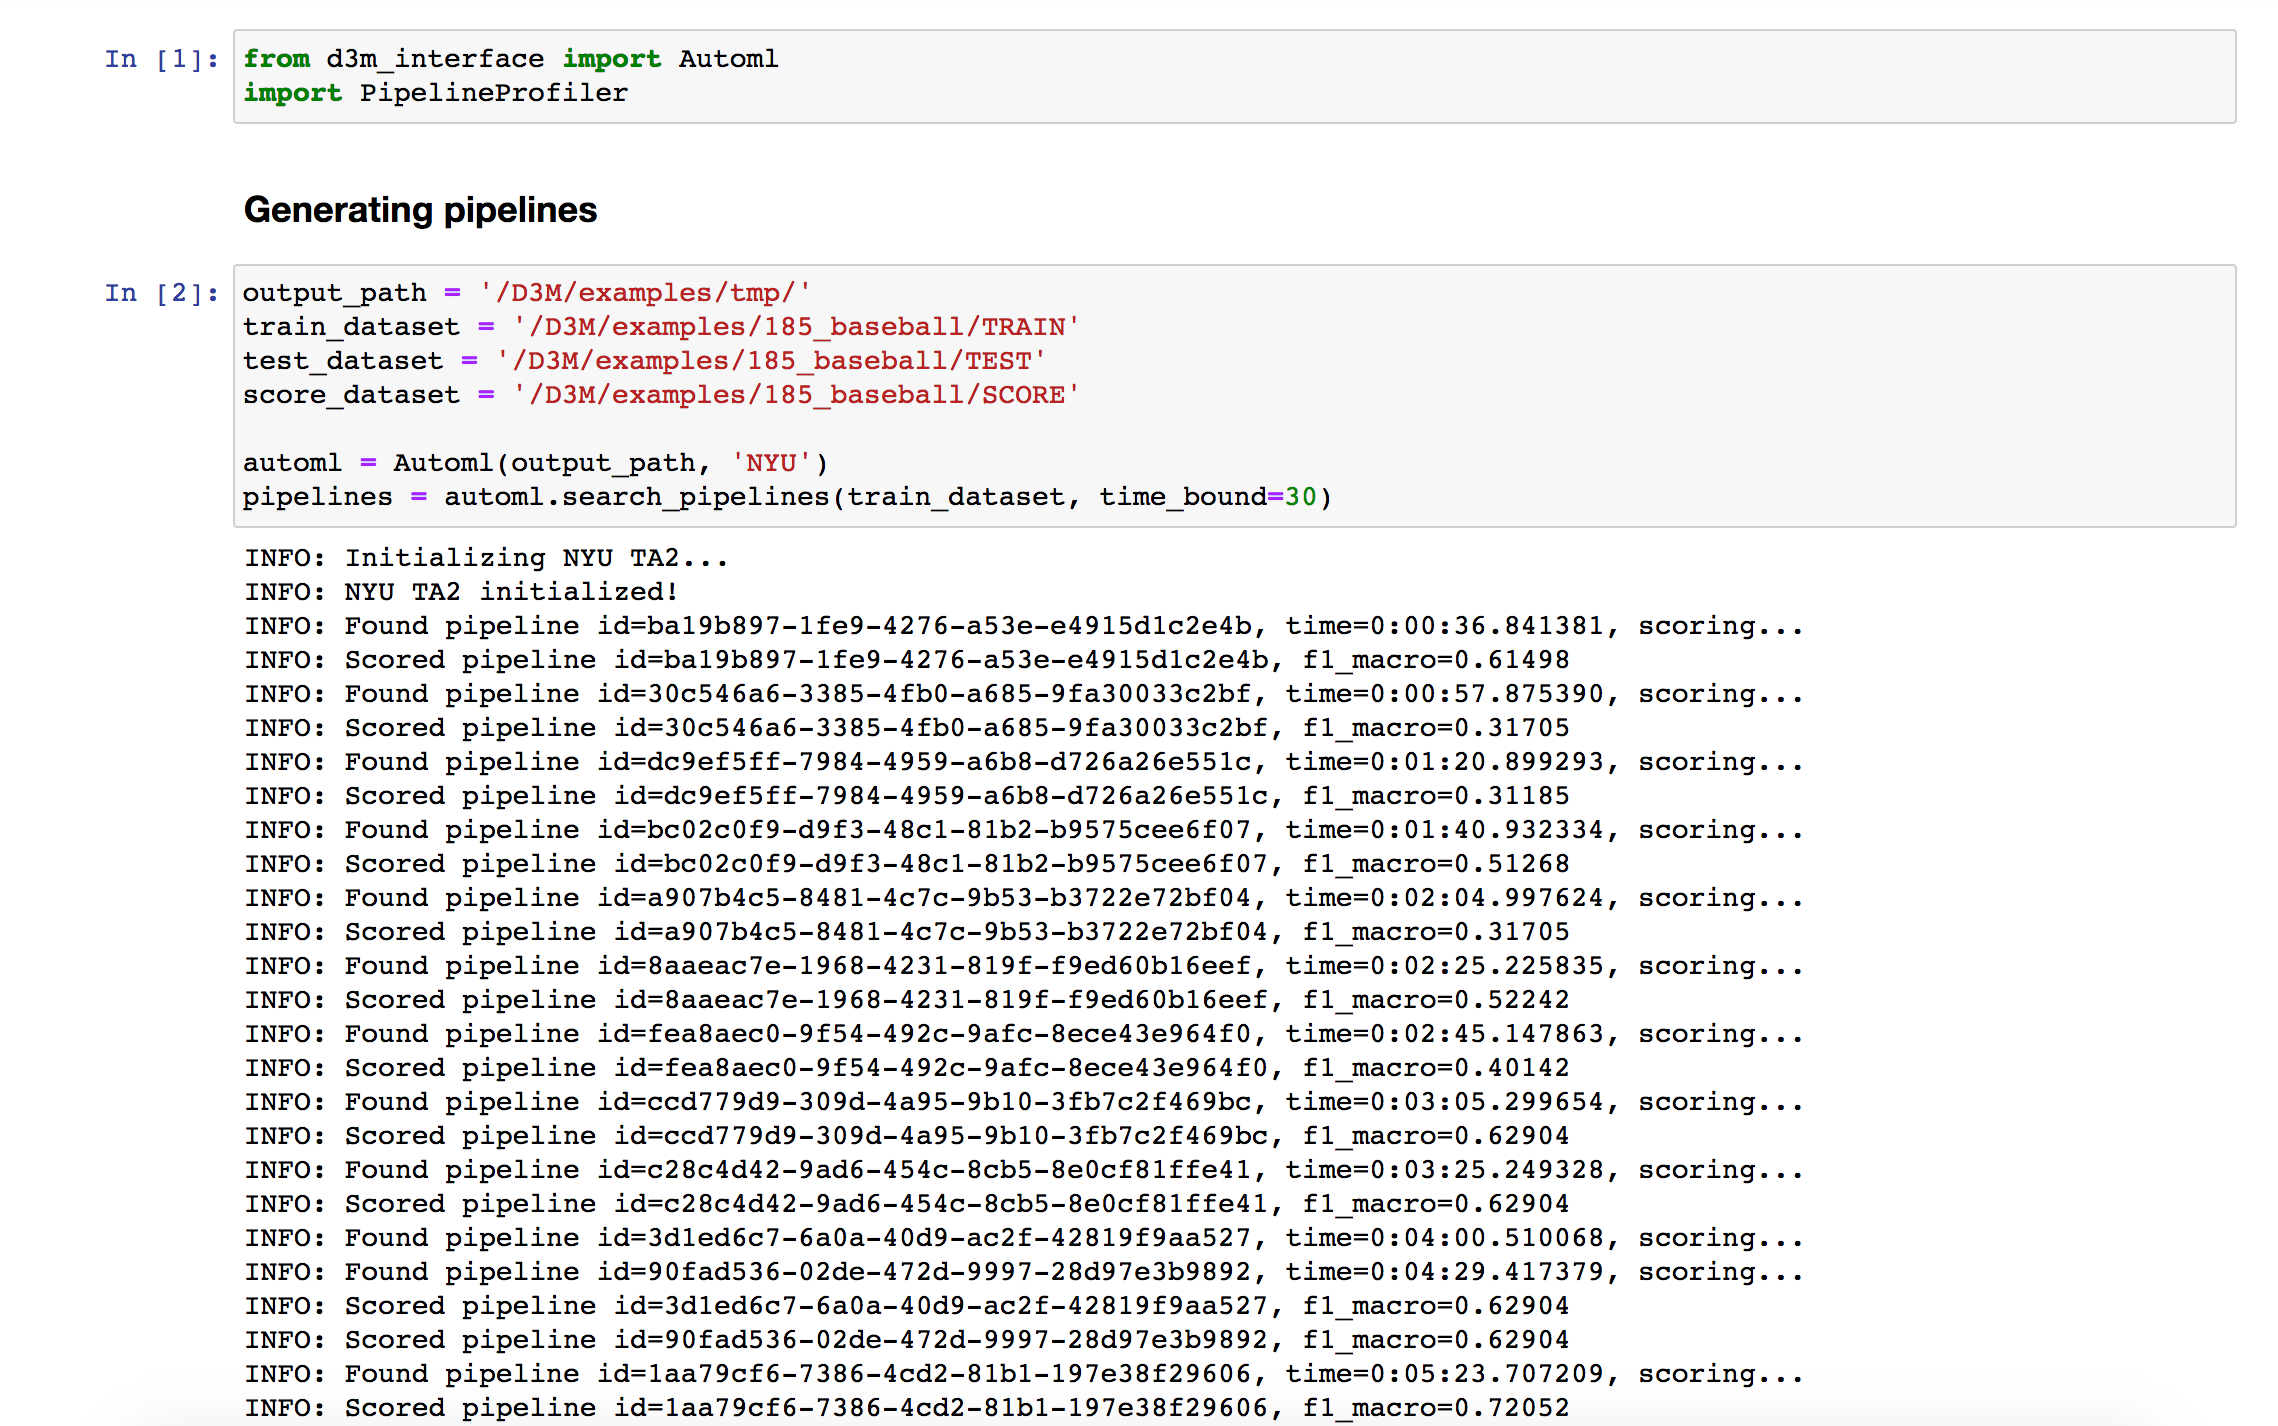 In [1]: from d3m_interface import Automl
import PipelineProfiler
Generating pipelines
In [2]: output_path = '/D3M/examples/tmp/'
train_dataset = '/D3M/examples/185_baseball/TRAIN'
test_dataset = '/D3M/examples/185_baseball/TEST'
score_dataset = '/D3M/examples/185_baseball/SCORE'
automl = Automl(output_path, 'NYU')
pipelines = automl.search_pipelines(train_dataset, time_bound=30)
INFO: Initializing NYU TA2...
INFO: NYU TA2 initialized!
INFO: Found pipeline id=ba19b897-1fe9-4276-a53e-e4915d1c2e4b, time=0:00:36.841381, scoring...
INFO: Scored pipeline id=ba19b897-1fe9-4276-a53e-e4915d1c2e4b, f1_macro=0.61498
INFO: Found pipeline id=30c546a6-3385-4fb0-a685-9fa30033c2bf, time=0:00:57.875390, scoring...
INFO: Scored pipeline id=30c546a6-3385-4fb0-a685-9fa30033c2bf, f1_macro=0.31705
INFO: Found pipeline id=dc9ef5ff-7984-4959-a6b8-d726a26e551c, time=0:01:20.899293, scoring...
INFO: Scored pipeline id=dc9ef5ff-7984-4959-a6b8-d726a26e551c, f1_macro=0.31185
INFO: Found pipeline id=bc02c0f9-d9f3-48c1-81b2-b9575cee6f07, time=0:01:40.932334, scoring...
INFO: Scored pipeline id=bc02c0f9-d9f3-48c1-81b2-b9575cee6f07, f1_macro=0.51268
INFO: Found pipeline id=a907b4c5-8481-4c7c-9b53-b3722e72bf04, time=0:02:04.997624, scoring...
INFO: Scored pipeline id=a907b4c5-8481-4c7c-9b53-b3722e72bf04, f1_macro=0.31705
INFO: Found pipeline id=8aaeac7e-1968-4231-819f-f9ed60b16eef, time=0:02:25.225835, scoring...
INFO: Scored pipeline id=8aaeac7e-1968-4231-819f-f9ed60b16eef, f1_macro=0.52242
INFO: Found pipeline id=fea8aec0-9f54-492c-9afc-8ece43e964f0, time=0:02:45.147863, scoring...
INFO: Scored pipeline id=fea8aec0-9f54-492c-9afc-8ece43e964f0, f1_macro=0.40142
INFO: Found pipeline id=ccd779d9-309d-4a95-9b10-3fb7c2f469bc, time=0:03:05.299654, scoring...
INFO: Scored pipeline id=ccd779d9-309d-4a95-9b10-3fb7c2f469bc, f1_macro=0.62904
INFO: Found pipeline id=c28c4d42-9ad6-454c-8cb5-8e0cf81ffe41, time=0:03:25.249328, scoring...
INFO: Scored pipeline id=c28c4d42-9ad6-454c-8cb5-8e0cf81ffe41, f1_macro=0.62904
INFO: Found pipeline id=3d1ed6c7-6a0a-40d9-ac2f-42819f9aa527, time=0:04:00.510068, scoring...
INFO: Found pipeline id=90fad536-02de-472d-9997-28d97e3b9892, time=0:04:29.417379, scoring...
INFO: Scored pipeline id=3d1ed6c7-6a0a-40d9-ac2f-42819f9aa527, f1_macro=0.62904
INFO: Scored pipeline id=90fad536-02de-472d-9997-28d97e3b9892, f1_macro=0.62904
INFO: Found pipeline id=1aa79cf6-7386-4cd2-81b1-197e38f29606, time=0:05:23.707209, scoring...
INFO: Scored pipeline id=1aa79cf6-7386-4cd2-81b1-197e38f29606, f1_macro=0.72052